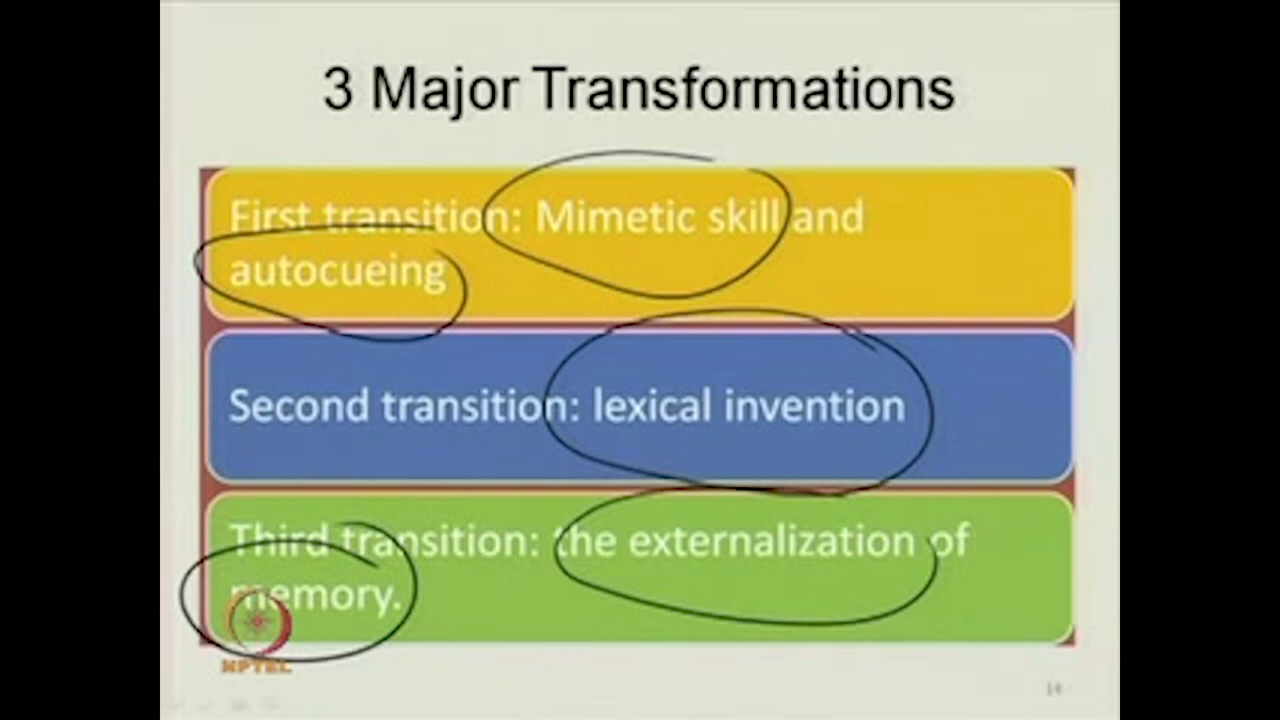 3 Major Transformations
First transition: Mimetic skill and
autocueing
Second transition: lexical invention
Third transition: the externalization of
memory.
NPTEL
14